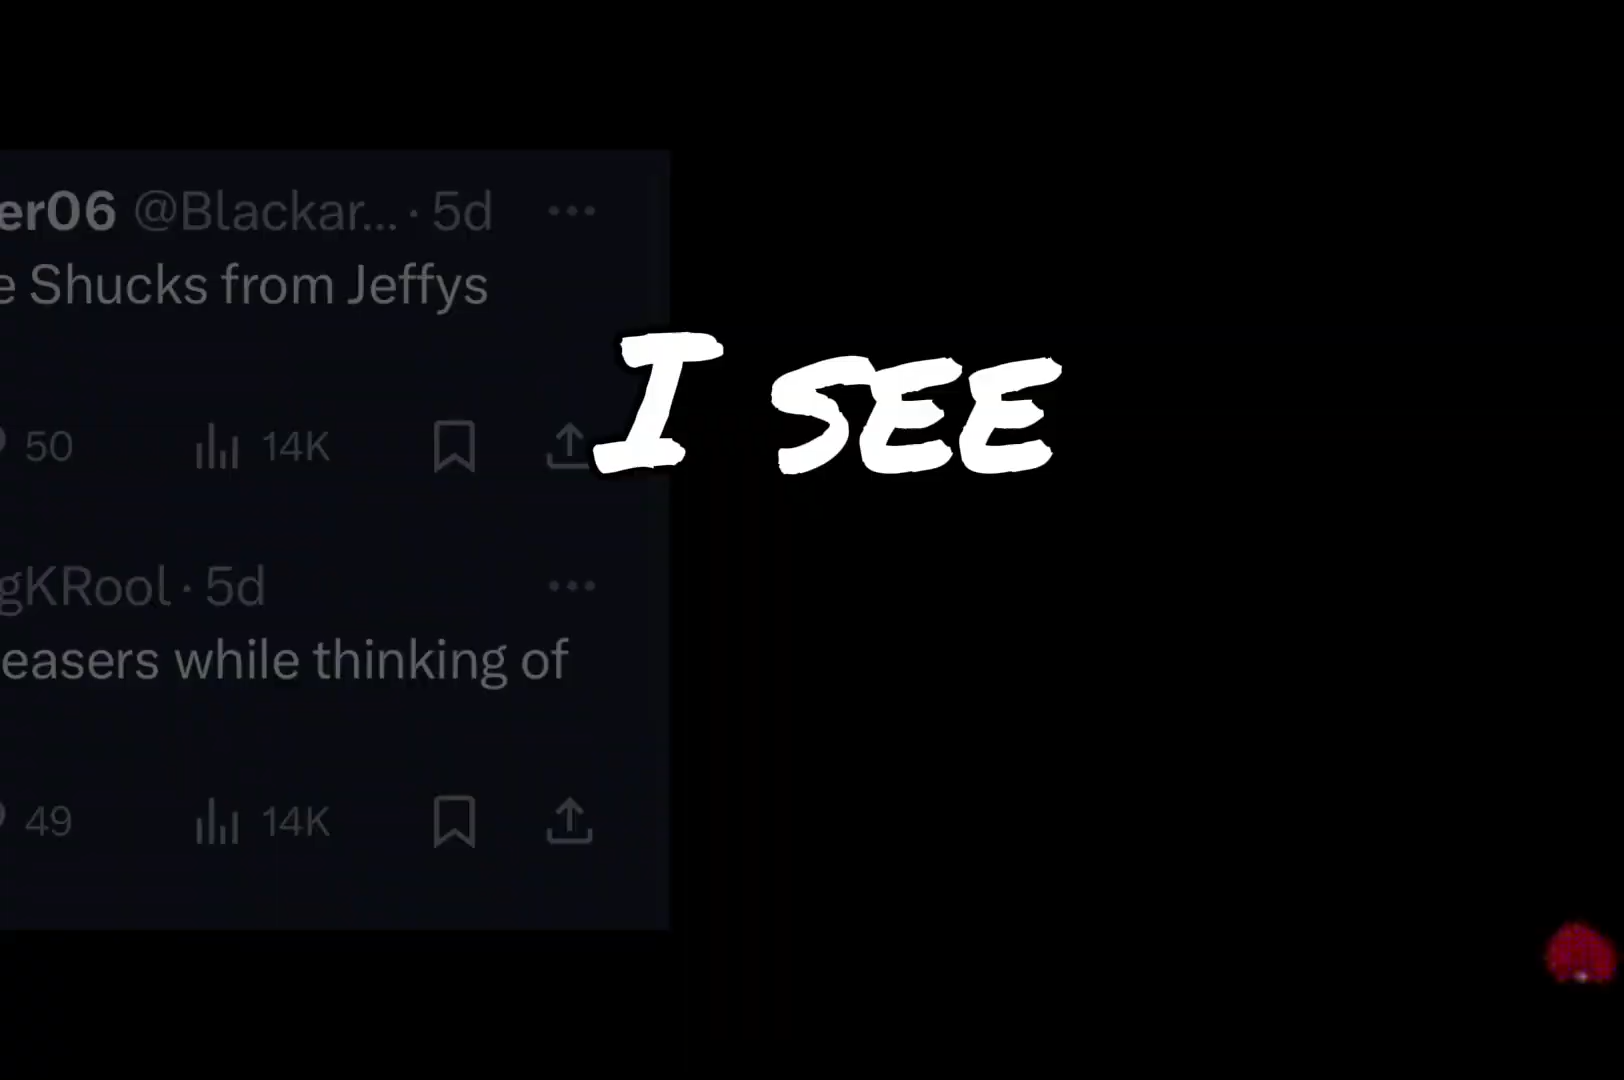 er06 @Blackar... · 5d
e Shucks from Jeffys
I SEE
50 14K
gKRool · 5d
easers while thinking of
49 14K